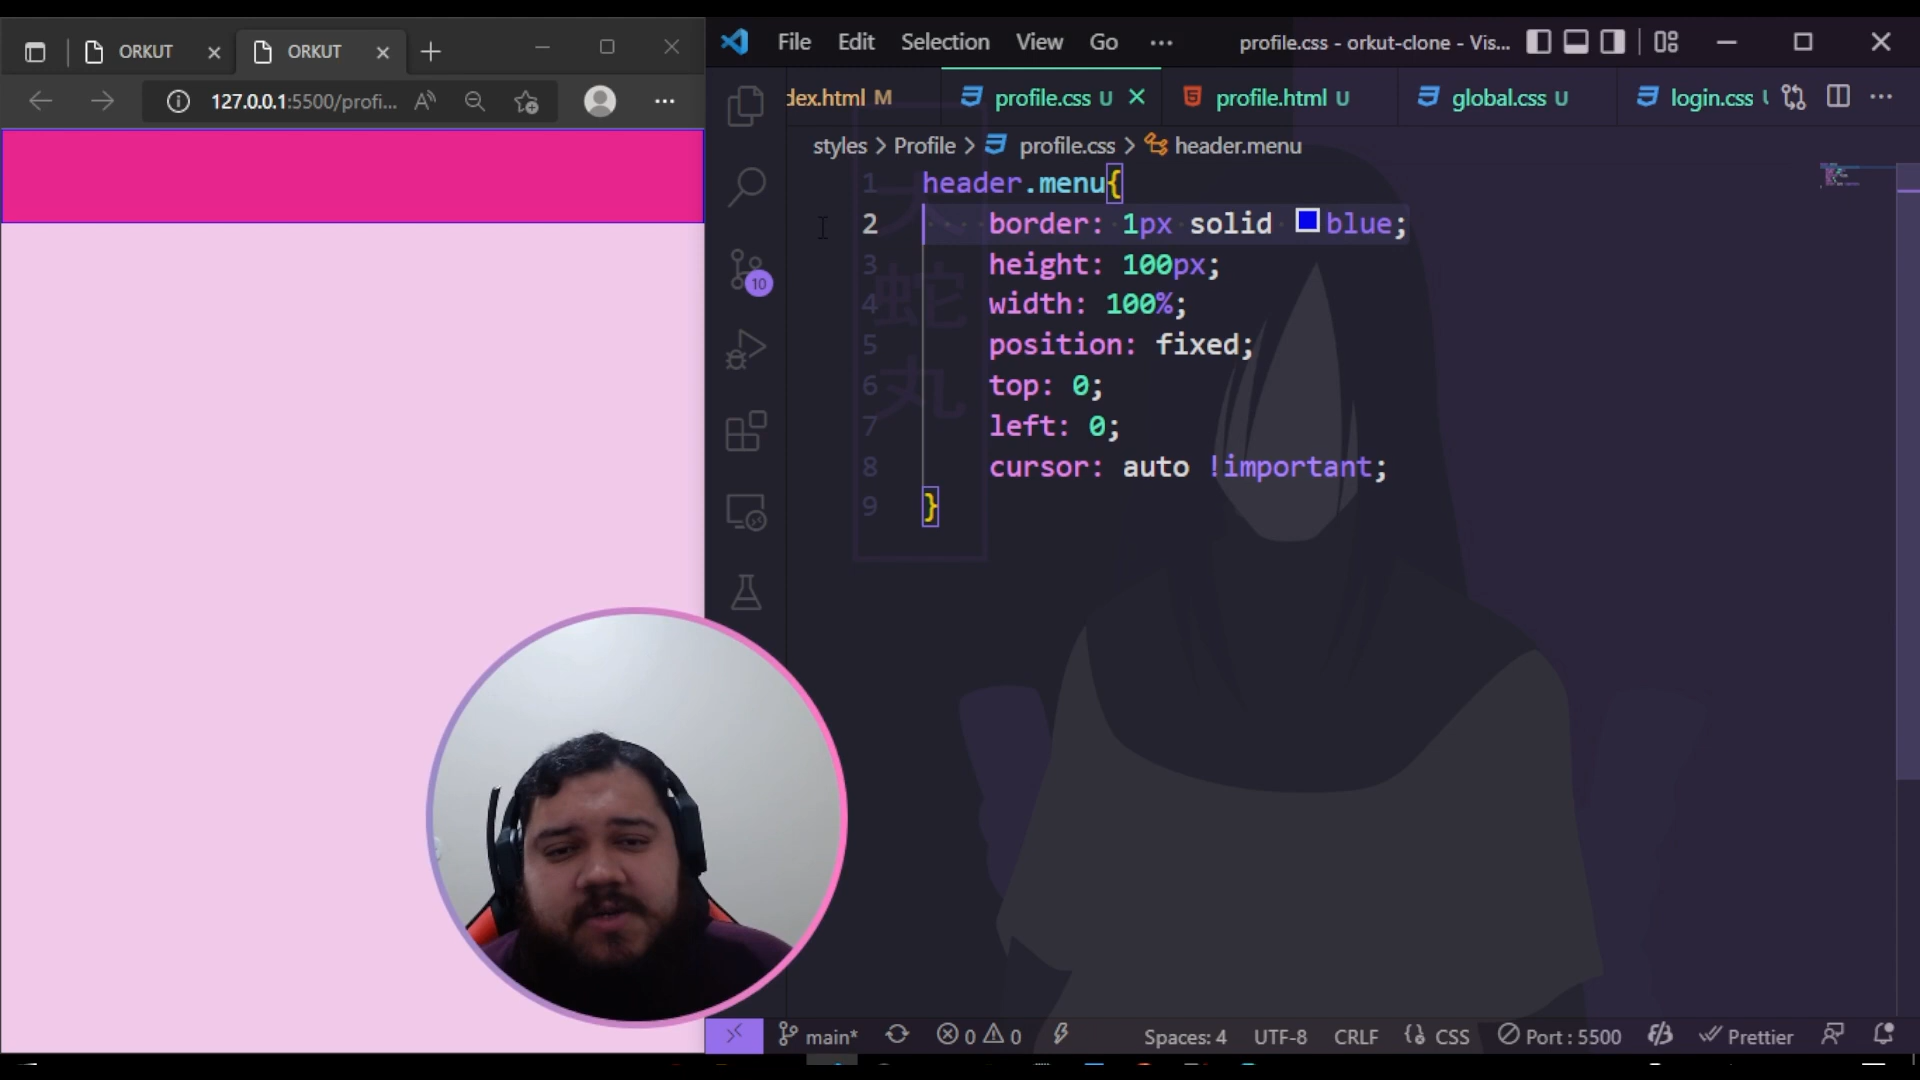 ORKUT
ORKUT
127.0.0.1:5500/profi...
File Edit Selection View Go ...
profile.css - orkut-clone - Vis...
dex.html M
profile.css U
profile.html U
global.css U
login.css
styles > Profile > profile.css > header.menu
1 header.menu{
2 border: 1px solid blue;
3 height: 100px;
4 width: 100%;
5 position: fixed;
6 top: 0;
7 left: 0;
8 cursor: auto !important;
9 }
10
大蛇丸
main* 0 0 Spaces: 4 UTF-8 CRLF CSS Port : 5500 Prettier